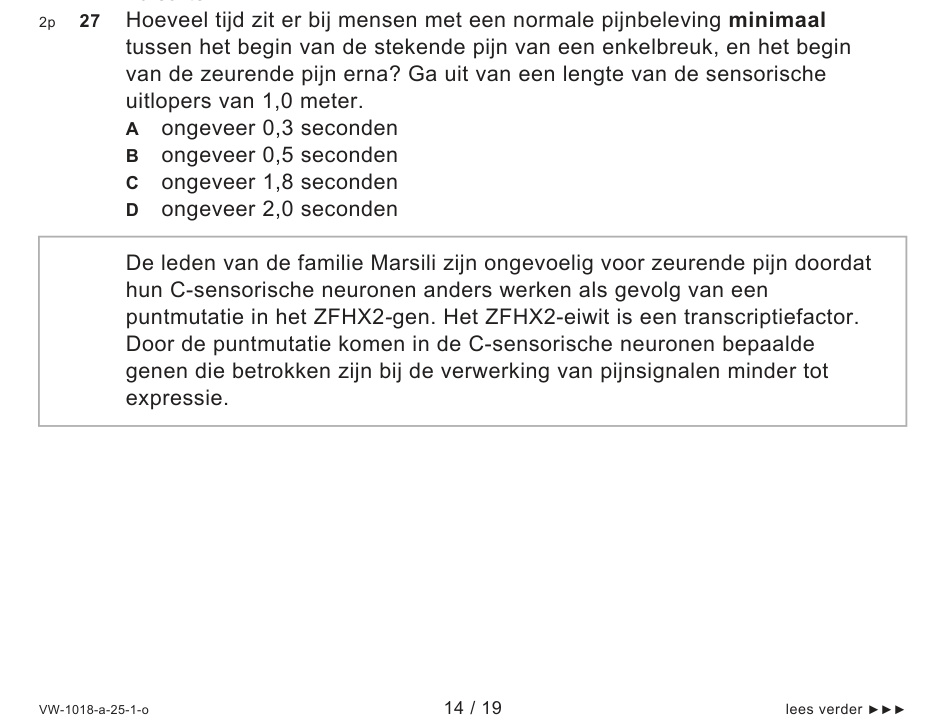 2p 27 Hoeveel tijd zit er bij mensen met een normale pijnbeleving minimaal
tussen het begin van de stekende pijn van een enkelbreuk, en het begin
van de zeurende pijn erna? Ga uit van een lengte van de sensorische
uitlopers van 1,0 meter.
A ongeveer 0,3 seconden
B ongeveer 0,5 seconden
C ongeveer 1,8 seconden
D ongeveer 2,0 seconden
De leden van de familie Marsili zijn ongevoelig voor zeurende pijn doordat
hun C-sensorische neuronen anders werken als gevolg van een
puntmutatie in het ZFHX2-gen. Het ZFHX2-eiwit is een transcriptiefactor.
Door de puntmutatie komen in de C-sensorische neuronen bepaalde
genen die betrokken zijn bij de verwerking van pijnsignalen minder tot
expressie.
VW-1018-a-25-1-o 14 / 19 lees verder ►►►